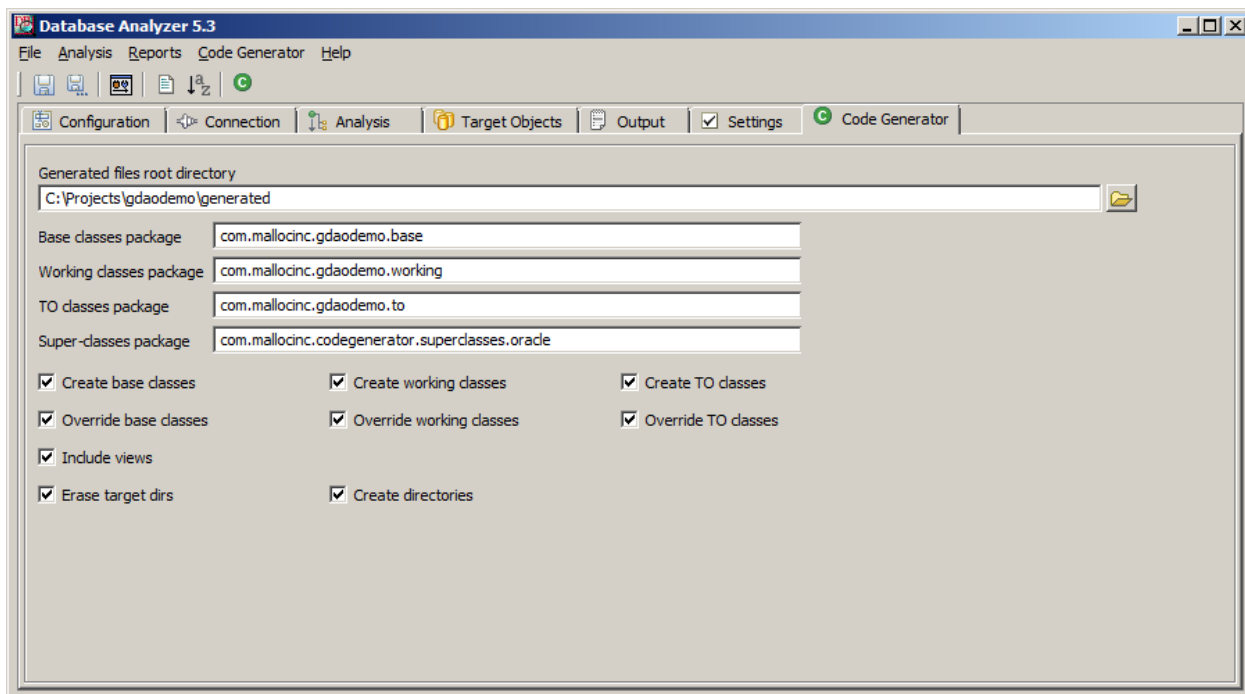 Database Analyzer 5.3
File Analysis Reports Code Generator Help
Configuration Connection Analysis Target Objects Output Settings Code Generator
Generated files root directory
C:\Projects\gdaodemo\generated
Base classes package com.mallocinc.gdaodemo.base
Working classes package com.mallocinc.gdaodemo.working
TO classes package com.mallocinc.gdaodemo.to
Super-classes package com.mallocinc.codegenerator.superclasses.oracle
Create base classes Create working classes Create TO classes
Override base classes Override working classes Override TO classes
Include views
Erase target dirs Create directories